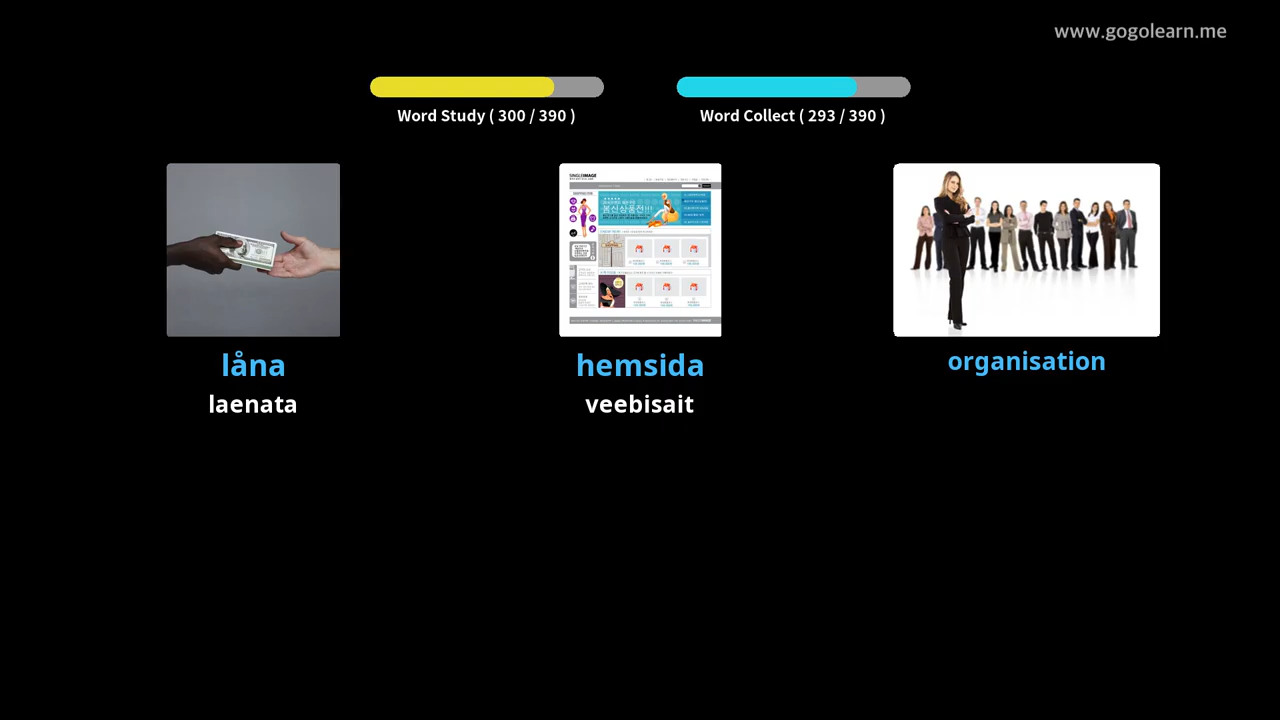 www.gogolearn.me
Word Study ( 300 / 390 )
Word Collect ( 293 / 390 )
låna
laenata
hemsida
veebisait
organisation